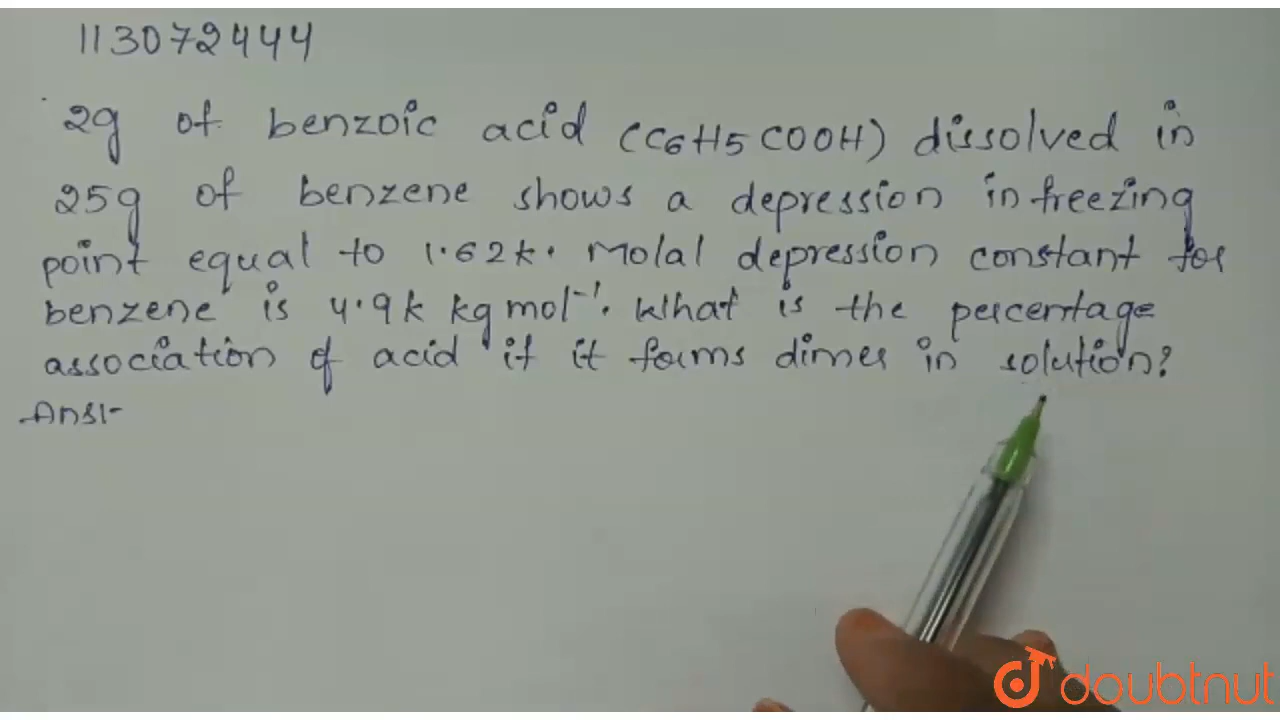 113072444
2g of benzoic acid (C6H5COOH) dissolved in
25g of benzene shows a depression in freezing
point equal to 1.62k. Molal depression constant for
benzene is 4.9k kg mol⁻¹. What is the percentage
association of acid if it forms dimer in solution?
Ans:-
doubtnut